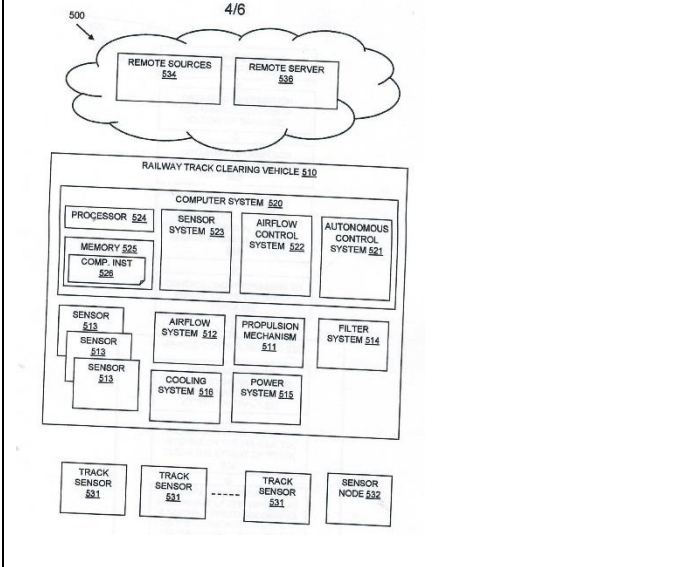 4/6
500
REMOTE SOURCES
534
REMOTE SERVER
536
RAILWAY TRACK CLEARING VEHICLE 510
COMPUTER SYSTEM 520
PROCESSOR 524
MEMORY 525
COMP. INST
526
SENSOR
SYSTEM 523
AIRFLOW
CONTROL
SYSTEM 522
AUTONOMOUS
CONTROL
SYSTEM 521
SENSOR
513
SENSOR
513
SENSOR
513
AIRFLOW
SYSTEM 512
PROPULSION
MECHANISM
511
FILTER
SYSTEM 514
COOLING
SYSTEM 516
POWER
SYSTEM 515
TRACK
SENSOR
531
TRACK
SENSOR
531
TRACK
SENSOR
531
SENSOR
NODE 532